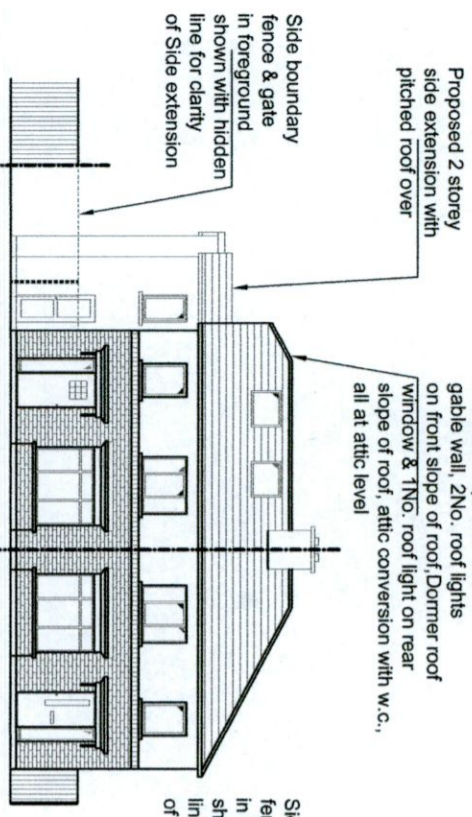 Proposed 2 storey
side extension with
pitched roof over
gable wall, 2No. roof lights
on front slope of roof,Dormer roof
window & 1No. roof light on rear
slope of roof, attic conversion with w.c.,
all at attic level
Side boundary
fence & gate
in foreground
shown with hidden
line for clarity
of Side extension